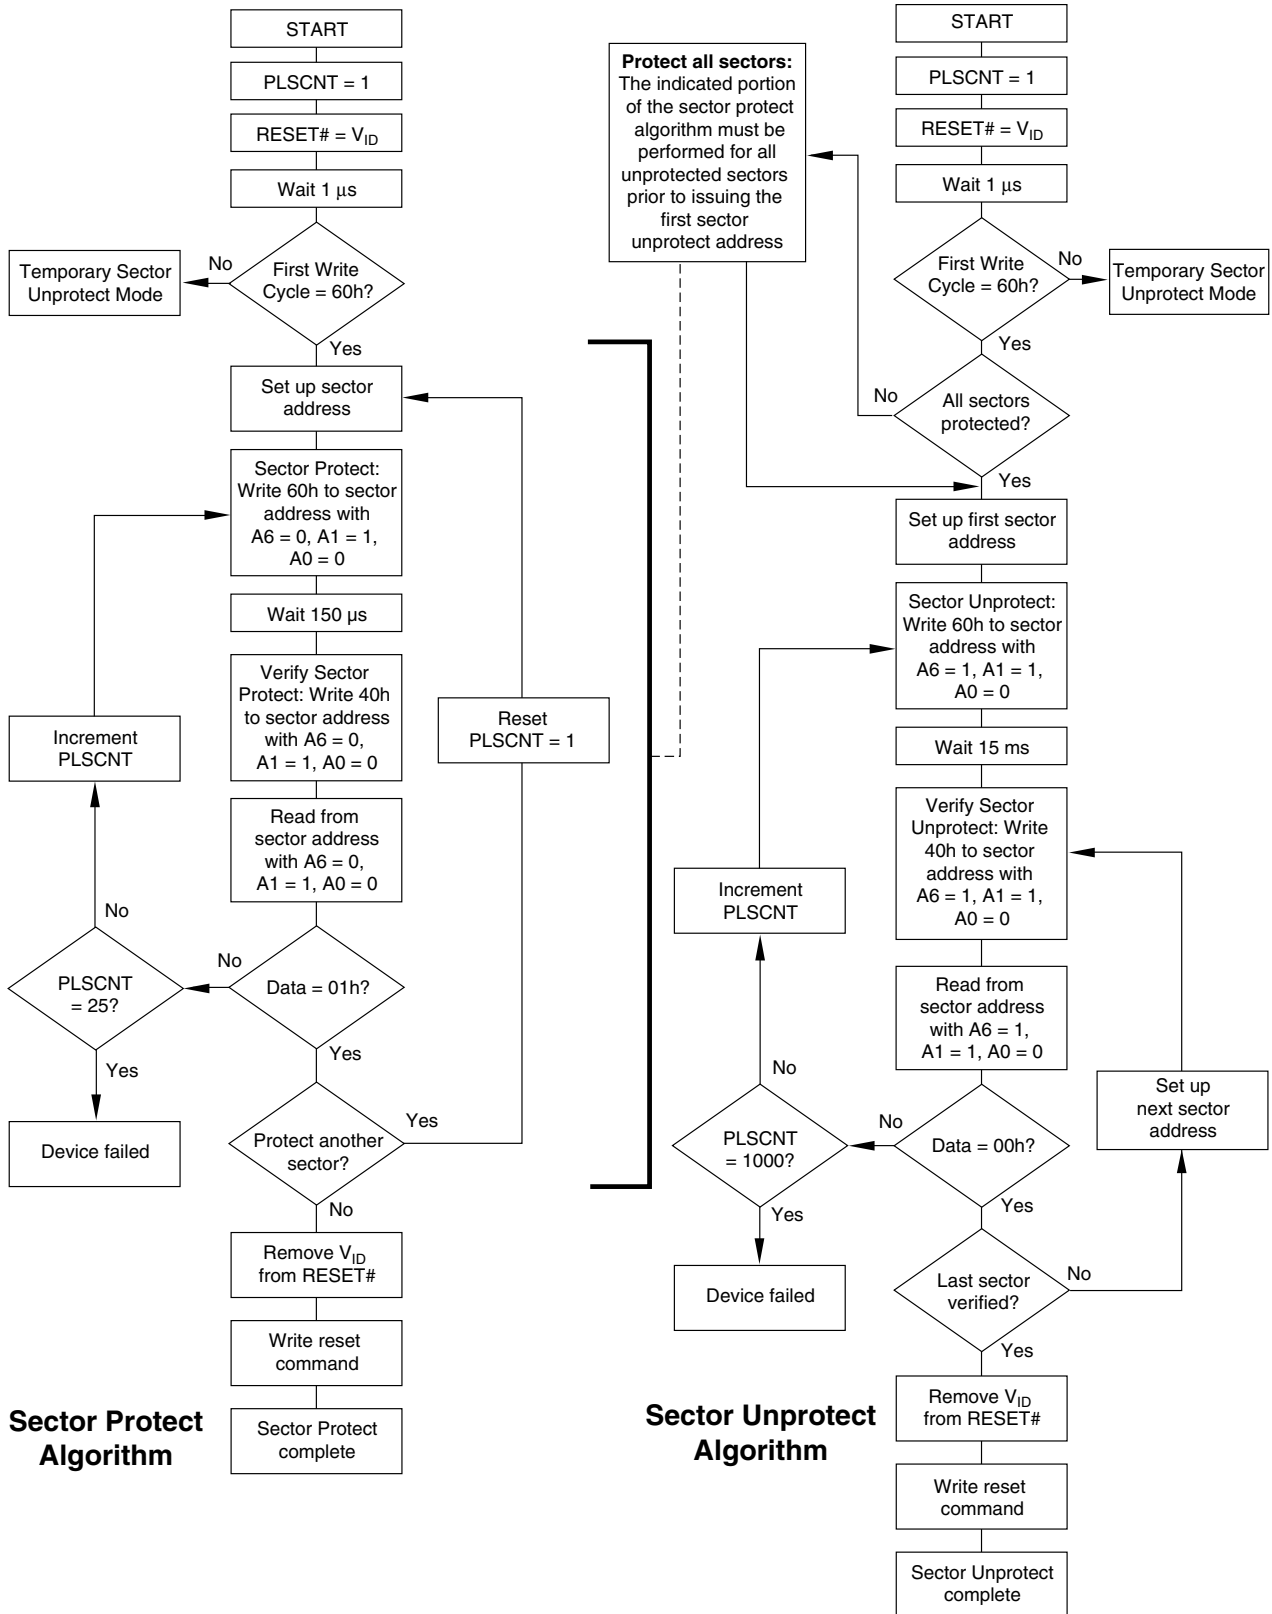 START
PLSCNT = 1
RESET# = VID
Wait 1 μs
First Write
Cycle = 60h?
No
Temporary Sector
Unprotect Mode
Yes
Set up sector
address
Sector Protect:
Write 60h to sector
address with
A6 = 0, A1 = 1,
A0 = 0
Wait 150 µs
Verify Sector
Protect: Write 40h
to sector address
with A6 = 0,
A1 = 1, A0 = 0
Reset
PLSCNT = 1
Increment
PLSCNT
Read from
sector address
with A6 = 0,
A1 = 1, A0 = 0
No
PLSCNT
= 25?
No
Data = 01h?
Yes
Yes
Device failed
Protect another
sector?
Yes
No
Remove VID
from RESET#
Write reset
command
Sector Protect
complete
Sector Protect
Algorithm
Protect all sectors:
The indicated portion
of the sector protect
algorithm must be
performed for all
unprotected sectors
prior to issuing the
first sector
unprotect address
START
PLSCNT = 1
RESET# = VID
Wait 1 μs
First Write
Cycle = 60h?
No
Temporary Sector
Unprotect Mode
Yes
No
All sectors
protected?
Yes
Set up first sector
address
Sector Unprotect:
Write 60h to sector
address with
A6 = 1, A1 = 1,
A0 = 0
Wait 15 ms
Verify Sector
Unprotect: Write
40h to sector
address with
A6 = 1, A1 = 1,
A0 = 0
Increment
PLSCNT
Read from
sector address
with A6 = 1,
A1 = 1, A0 = 0
No
PLSCNT
= 1000?
No
Data = 00h?
Set up
next sector
address
Yes
Yes
Device failed
Last sector
verified?
No
Yes
Remove VID
from RESET#
Write reset
command
Sector Unprotect
complete
Sector Unprotect
Algorithm